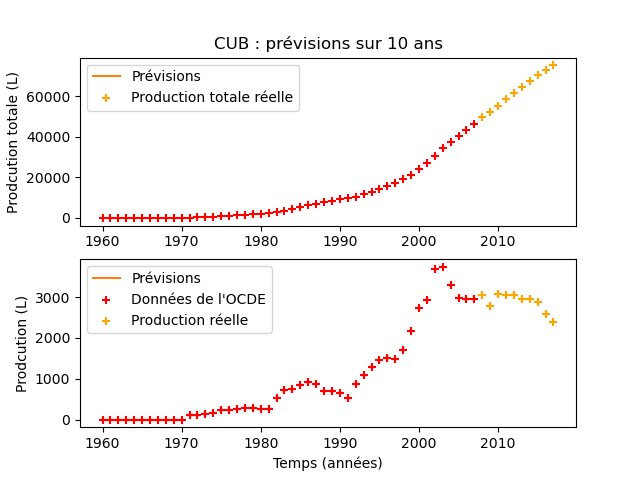 CUB : prévisions sur 10 ans
Prodcution totale (L)
60000
40000
20000
0
Prévisions
Production totale réelle
1960 1970 1980 1990 2000 2010
Prodcution (L)
3000
2000
1000
0
Prévisions
Données de l'OCDE
Production réelle
1960 1970 1980 1990 2000 2010
Temps (années)